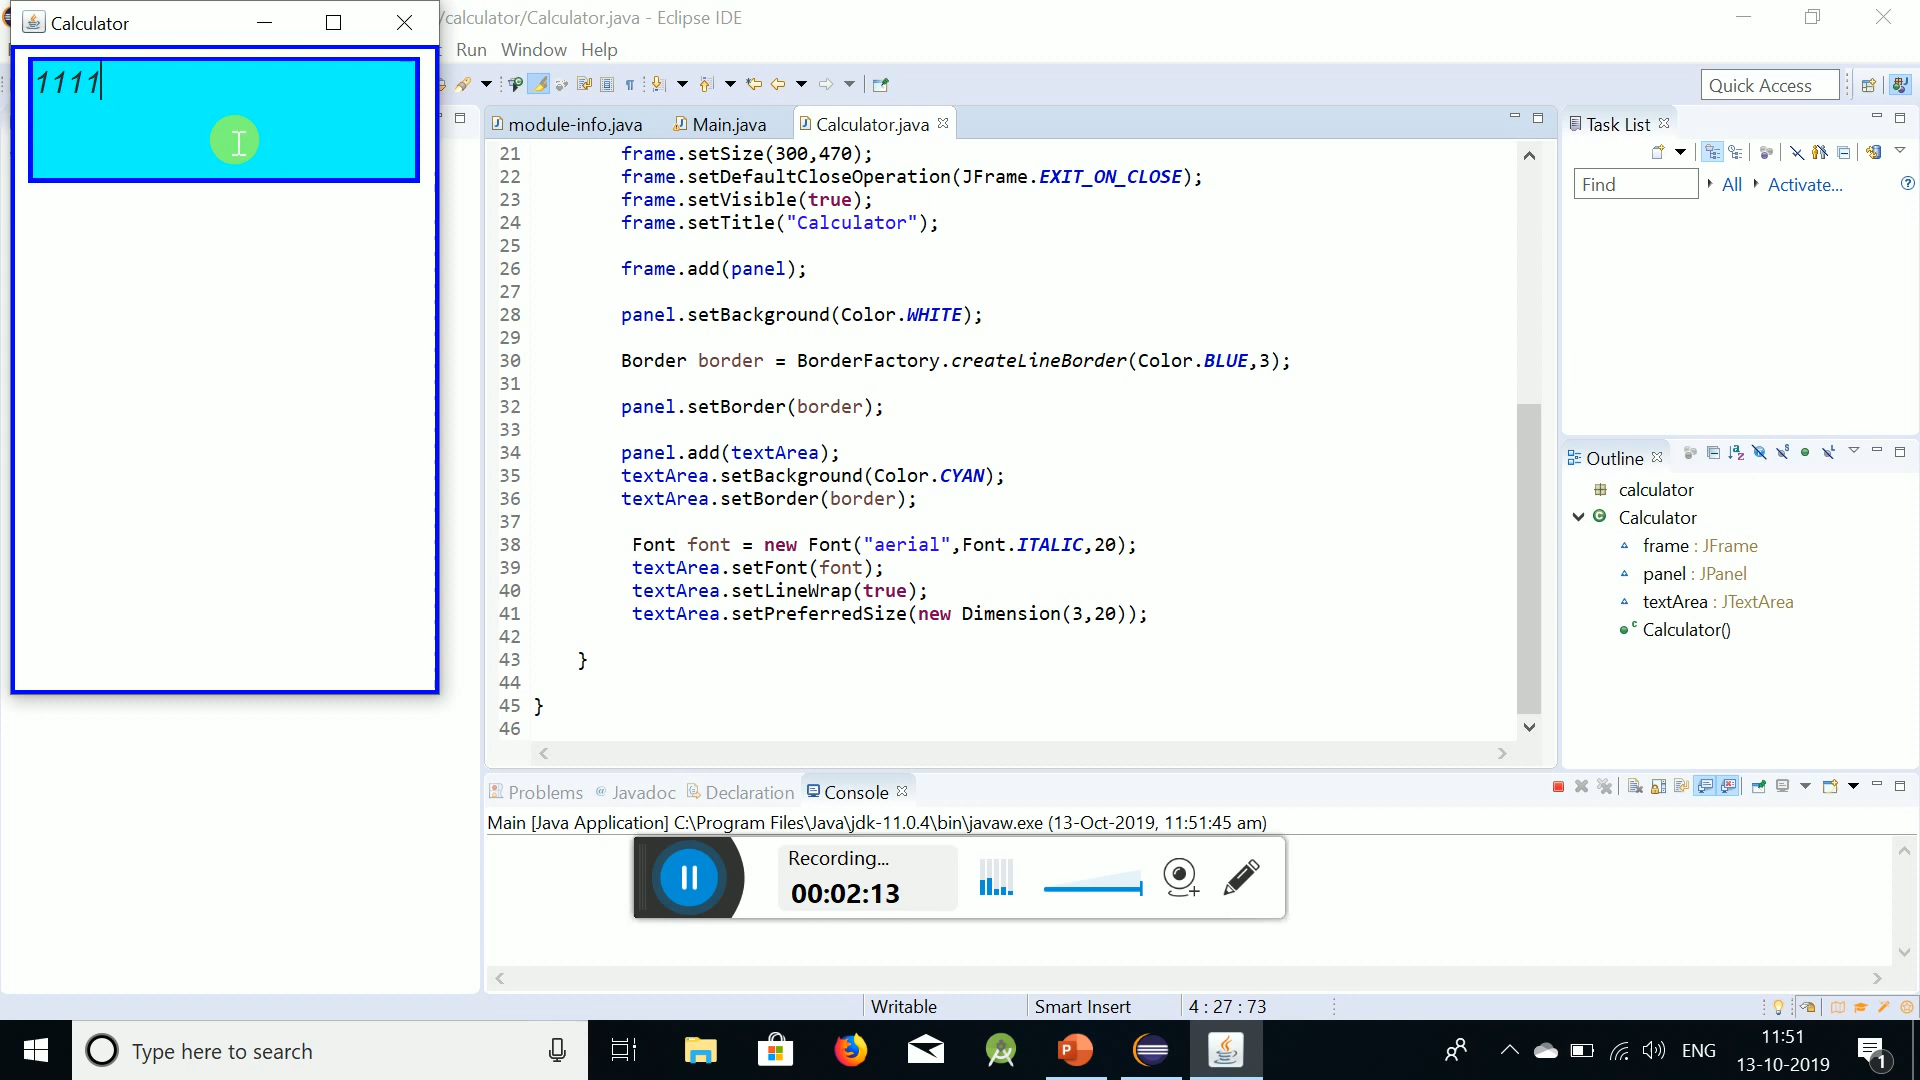 Calculator
/calculator/Calculator.java - Eclipse IDE
Run Window Help
Quick Access
1111
module-info.java
Main.java
Calculator.java
21 frame.setSize(300,470);
22 frame.setDefaultCloseOperation(JFrame.EXIT_ON_CLOSE);
23 frame.setVisible(true);
24 frame.setTitle("Calculator");
25
26 frame.add(panel);
27
28 panel.setBackground(Color.WHITE);
29
30 Border border = BorderFactory.createLineBorder(Color.BLUE,3);
31
32 panel.setBorder(border);
33
34 panel.add(textArea);
35 textArea.setBackground(Color.CYAN);
36 textArea.setBorder(border);
37
38 Font font = new Font("aerial",Font.ITALIC,20);
39 textArea.setFont(font);
40 textArea.setLineWrap(true);
41 textArea.setPreferredSize(new Dimension(3,20));
42
43 }
44
45 }
46
Task List
Find
All
Activate...
Outline
calculator
Calculator
frame : JFrame
panel : JPanel
textArea : JTextArea
Calculator()
Problems
@ Javadoc
Declaration
Console
Main [Java Application] C:\Program Files\Java\jdk-11.0.4\bin\javaw.exe (13-Oct-2019, 11:51:45 am)
Recording...
00:02:13
Writable
Smart Insert
4 : 27 : 73
Type here to search
ENG
11:51
13-10-2019
1